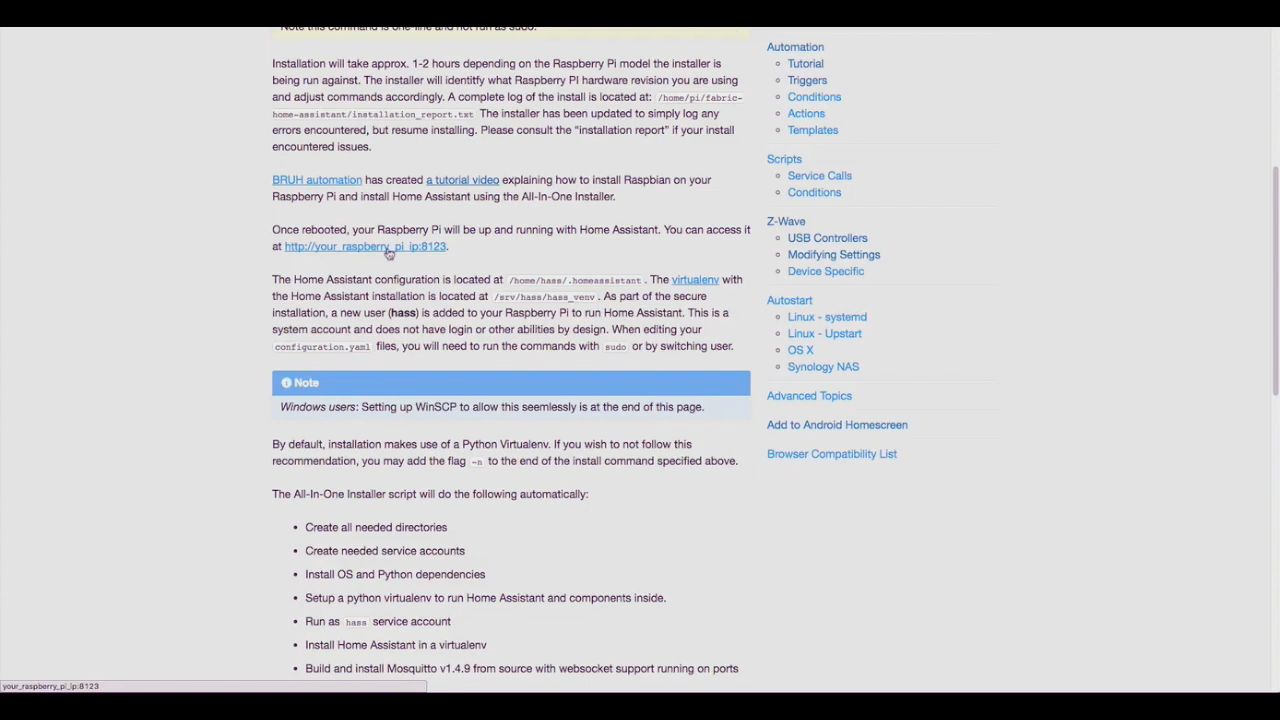 Note this command is one-line and not run as sudo.
Installation will take approx. 1-2 hours depending on the Raspberry Pi model the installer is
being run against. The installer will identitfy what Raspberry PI hardware revision you are using
and adjust commands accordingly. A complete log of the install is located at: /home/pi/fabric-
home-assistant/installation_report.txt The installer has been updated to simply log any
errors encountered, but resume installing. Please consult the “installation report” if your install
encountered issues.
BRUH automation has created a tutorial video explaining how to install Raspbian on your
Raspberry Pi and install Home Assistant using the All-In-One Installer.
Once rebooted, your Raspberry Pi will be up and running with Home Assistant. You can access it
at http://your_raspberry_pi_ip:8123.
The Home Assistant configuration is located at /home/hass/.homeassistant. The virtualenv with
the Home Assistant installation is located at /srv/hass/hass_venv. As part of the secure
installation, a new user (hass) is added to your Raspberry Pi to run Home Assistant. This is a
system account and does not have login or other abilities by design. When editing your
configuration.yaml files, you will need to run the commands with sudo or by switching user.
Note
Windows users: Setting up WinSCP to allow this seemlessly is at the end of this page.
By default, installation makes use of a Python Virtualenv. If you wish to not follow this
recommendation, you may add the flag -n to the end of the install command specified above.
The All-In-One Installer script will do the following automatically:
• Create all needed directories
• Create needed service accounts
• Install OS and Python dependencies
• Setup a python virtualenv to run Home Assistant and components inside.
• Run as hass service account
• Install Home Assistant in a virtualenv
• Build and install Mosquitto v1.4.9 from source with websocket support running on ports
Automation
Tutorial
Triggers
Conditions
Actions
Templates
Scripts
Service Calls
Conditions
Z-Wave
USB Controllers
Modifying Settings
Device Specific
Autostart
Linux - systemd
Linux - Upstart
OS X
Synology NAS
Advanced Topics
Add to Android Homescreen
Browser Compatibility List
your_raspberry_pi_ip:8123